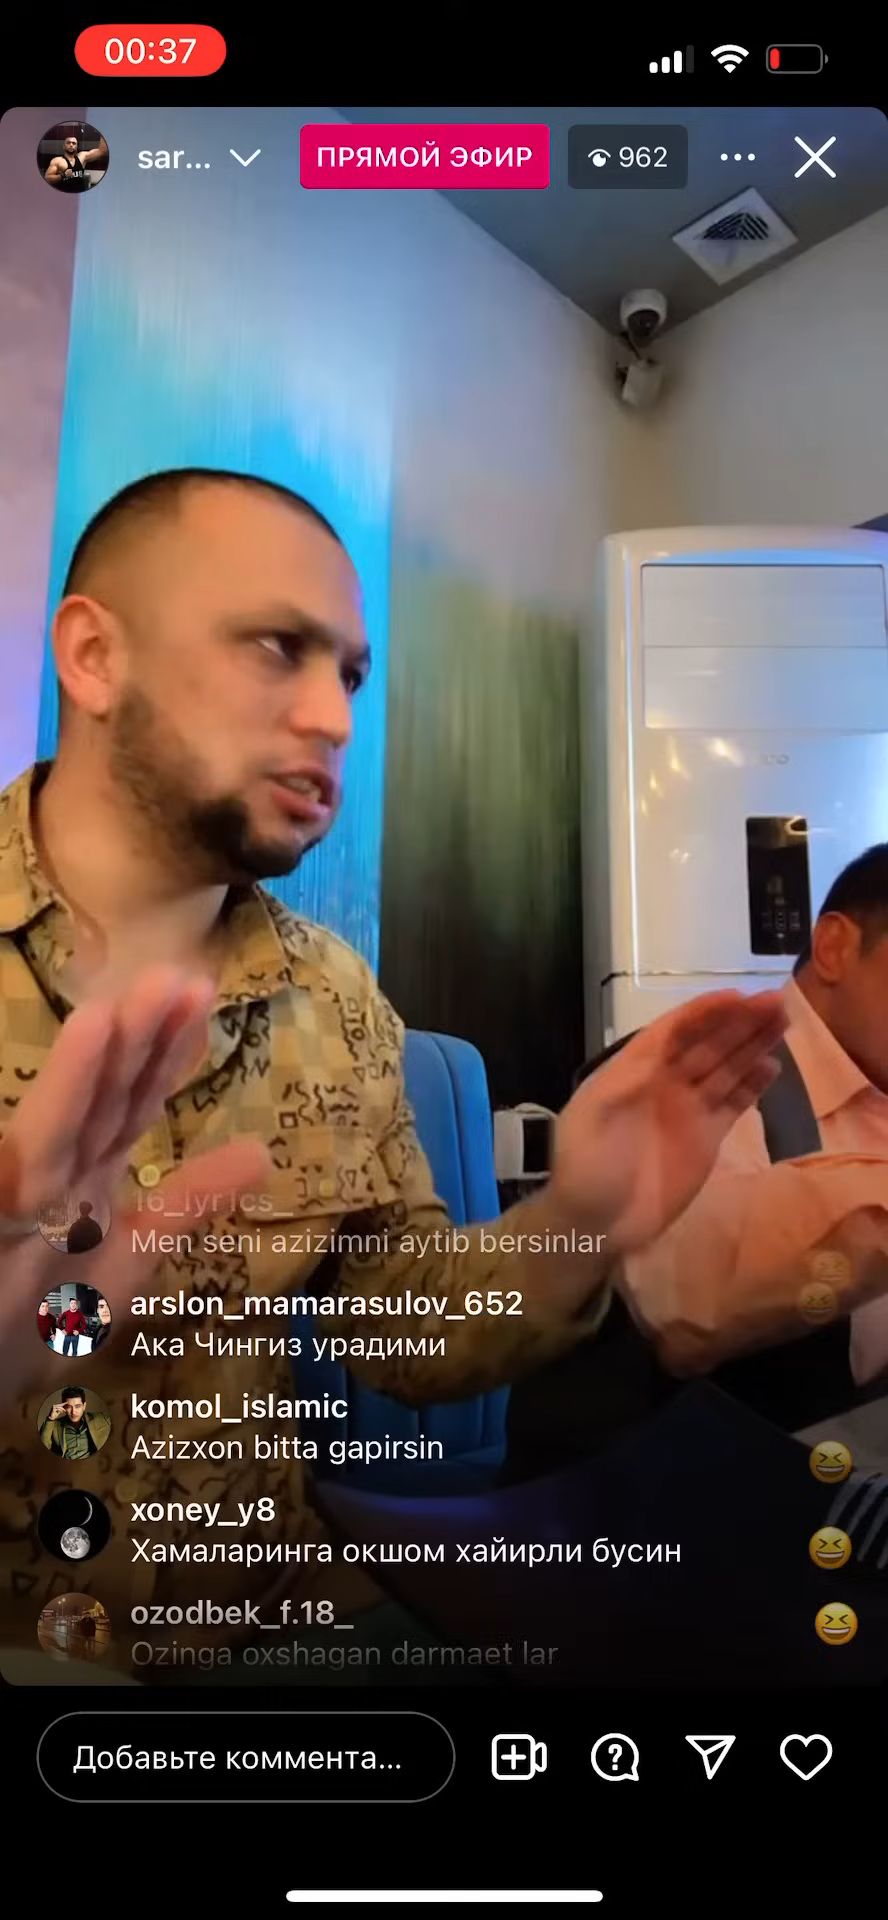 00:37
sar...
ПРЯМОЙ ЭФИР
962
16_lyrics_
Men seni azizimni aytib bersinlar
arslon_mamarasulov_652
Ака Чингиз урадими
komol_islamic
Azizxon bitta gapirsin
xoney_y8
Хамаларинга окшом хайирли бусин
ozodbek_f.18_
Ozinga oxshagan darmaet lar
Добавьте коммента...